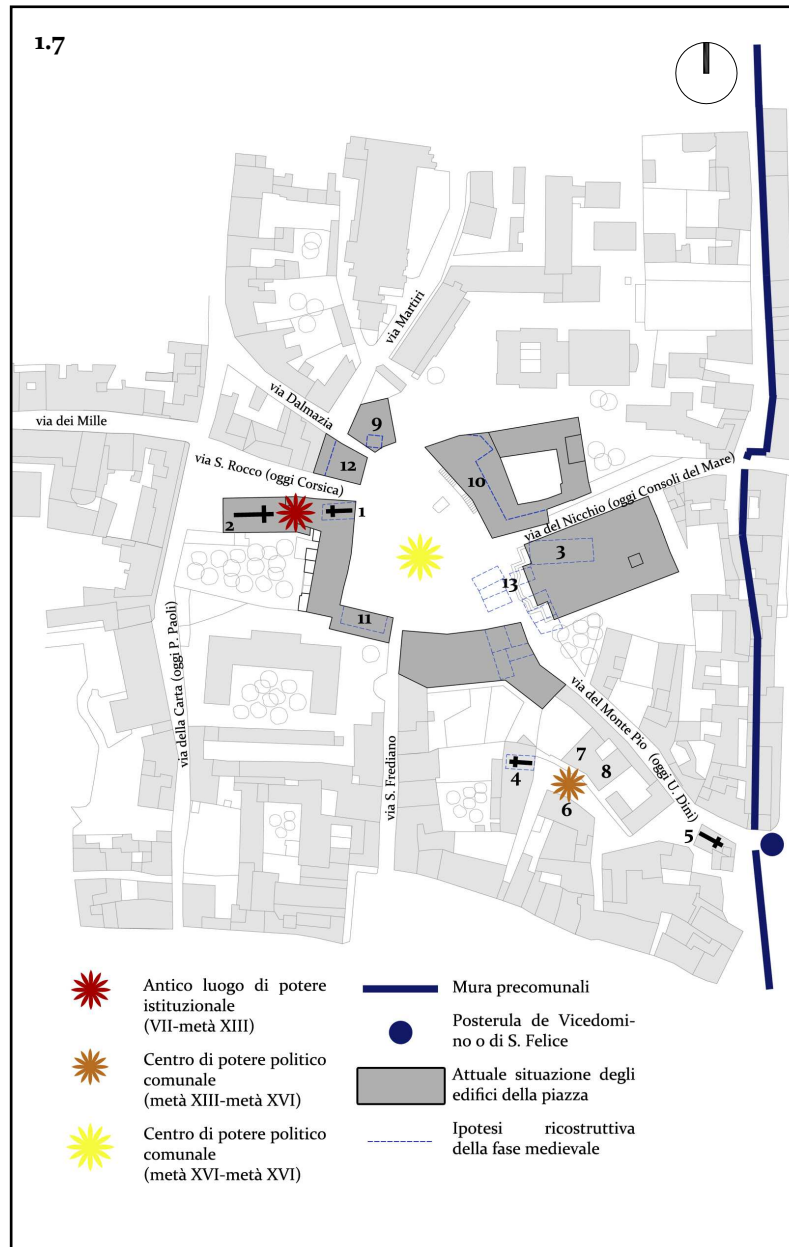 1.7
via Martiri
via Dalmazia
via dei Mille
9
via S. Rocco (oggi Corsica)
12
10
via del Nicchio (oggi Consoli del Mare)
2
1
3
13
11
via della Carta (oggi P. Paoli)
via S. Frediano
via del Monte Pio (oggi U. Dini)
7
4
8
6
5
Antico luogo di potere
istituzionale
(VII-metà XIII)
Centro di potere politico
comunale
(metà XIII-metà XVI)
Centro di potere politico
comunale
(metà XVI-metà XVI)
Mura precomunali
Posterula de Vicedomi-
no o di S. Felice
Attuale situazione degli
edifici della piazza
Ipotesi ricostruttiva
della fase medievale